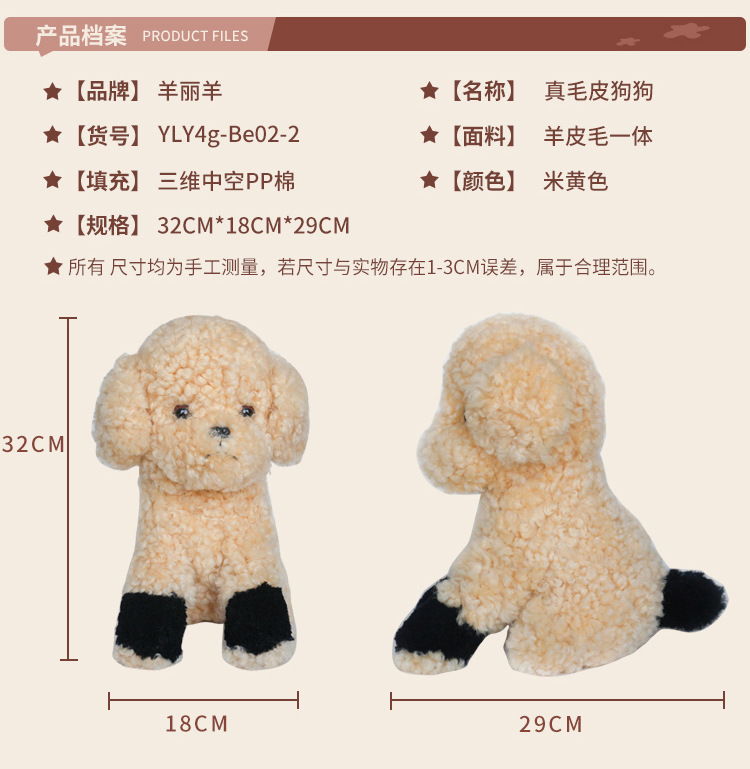 产品档案 PRODUCT FILES
【品牌】 羊丽羊 【名称】 真毛皮狗狗
【货号】 YLY4g-Be02-2 【面料】 羊皮毛一体
【填充】 三维中空PP棉 【颜色】 米黄色
【规格】 32CM*18CM*29CM
所有 尺寸均为手工测量，若尺寸与实物存在1-3CM误差，属于合理范围。
32CM
18CM
29CM